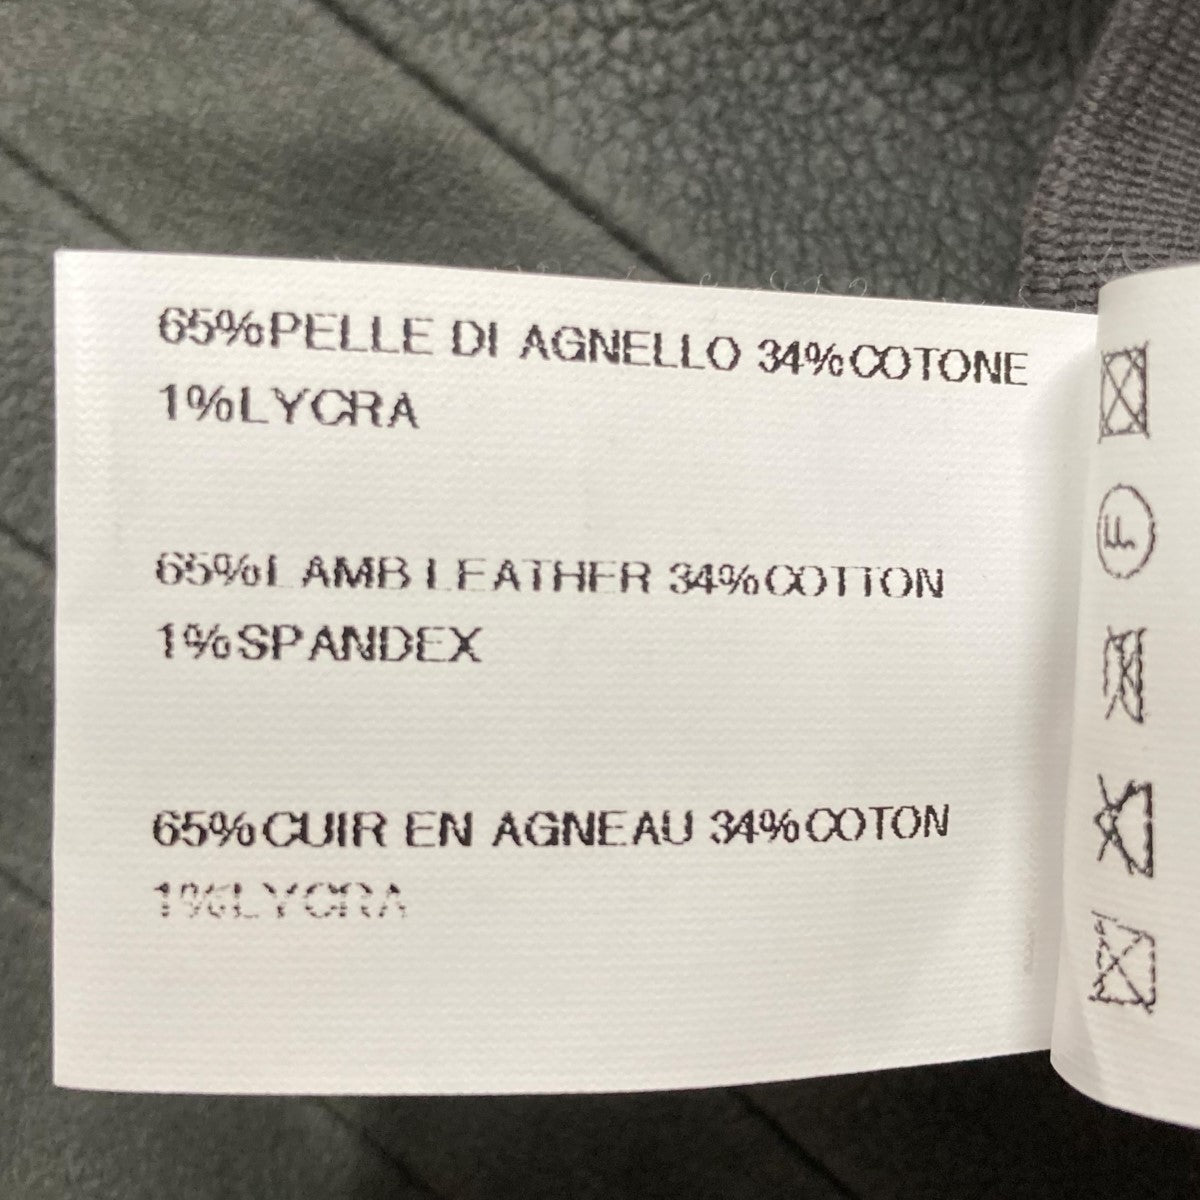 65%PELLE DI AGNELLO 34%COTONE
1%LYCRA
65%LAMB LEATHER 34%COTTON
1%SPANDEX
65%CUIR EN AGNEAU 34%COTON
1%LYCRA
F